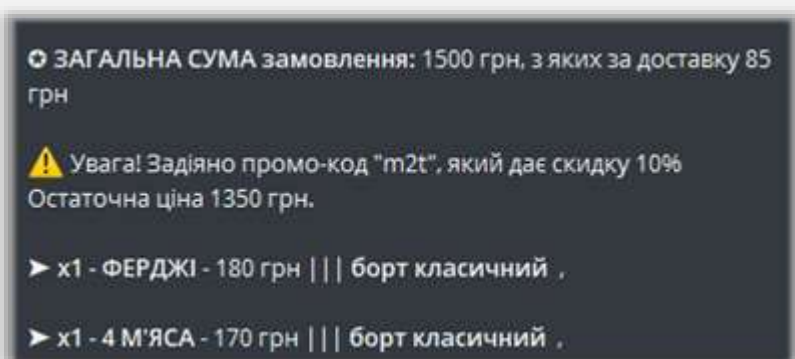 ✪ ЗАГАЛЬНА СУМА замовлення: 1500 грн, з яких за доставку 85
грн
⚠ Увага! Задіяно промо-код "m2t", який дає скидку 10%
Остаточна ціна 1350 грн.
➤ x1 - ФЕРДЖІ - 180 грн ||| борт класичний ,
➤ x1 - 4 М'ЯСА - 170 грн ||| борт класичний ,